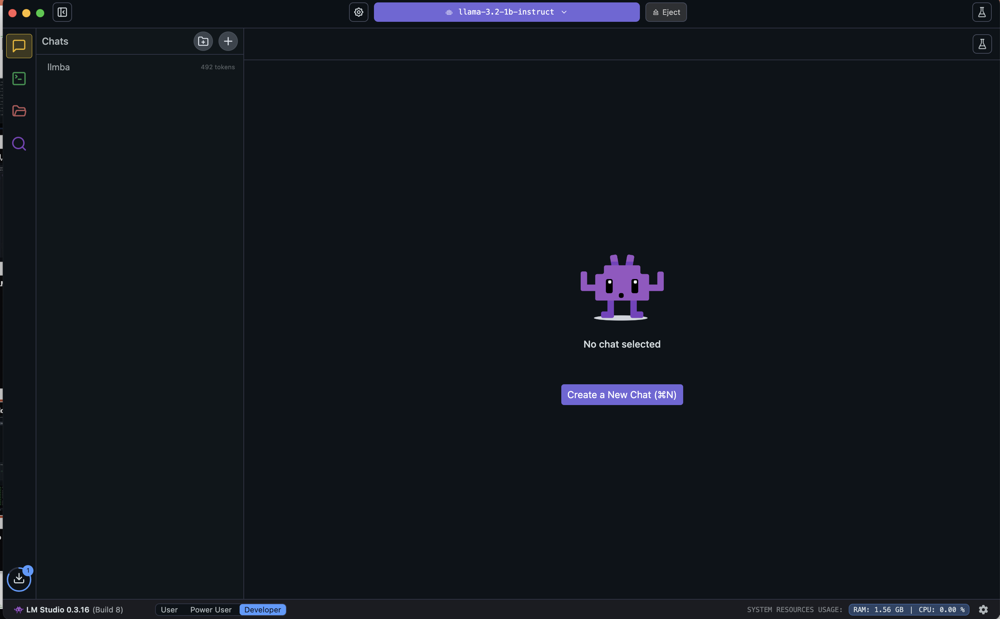 llama-3.2-1b-instruct
Eject
Chats
llmba
492 tokens
No chat selected
Create a New Chat (⌘N)
1
LM Studio 0.3.16 (Build 8)
User
Power User
Developer
SYSTEM RESOURCES USAGE:
RAM: 1.56 GB | CPU: 0.00 %